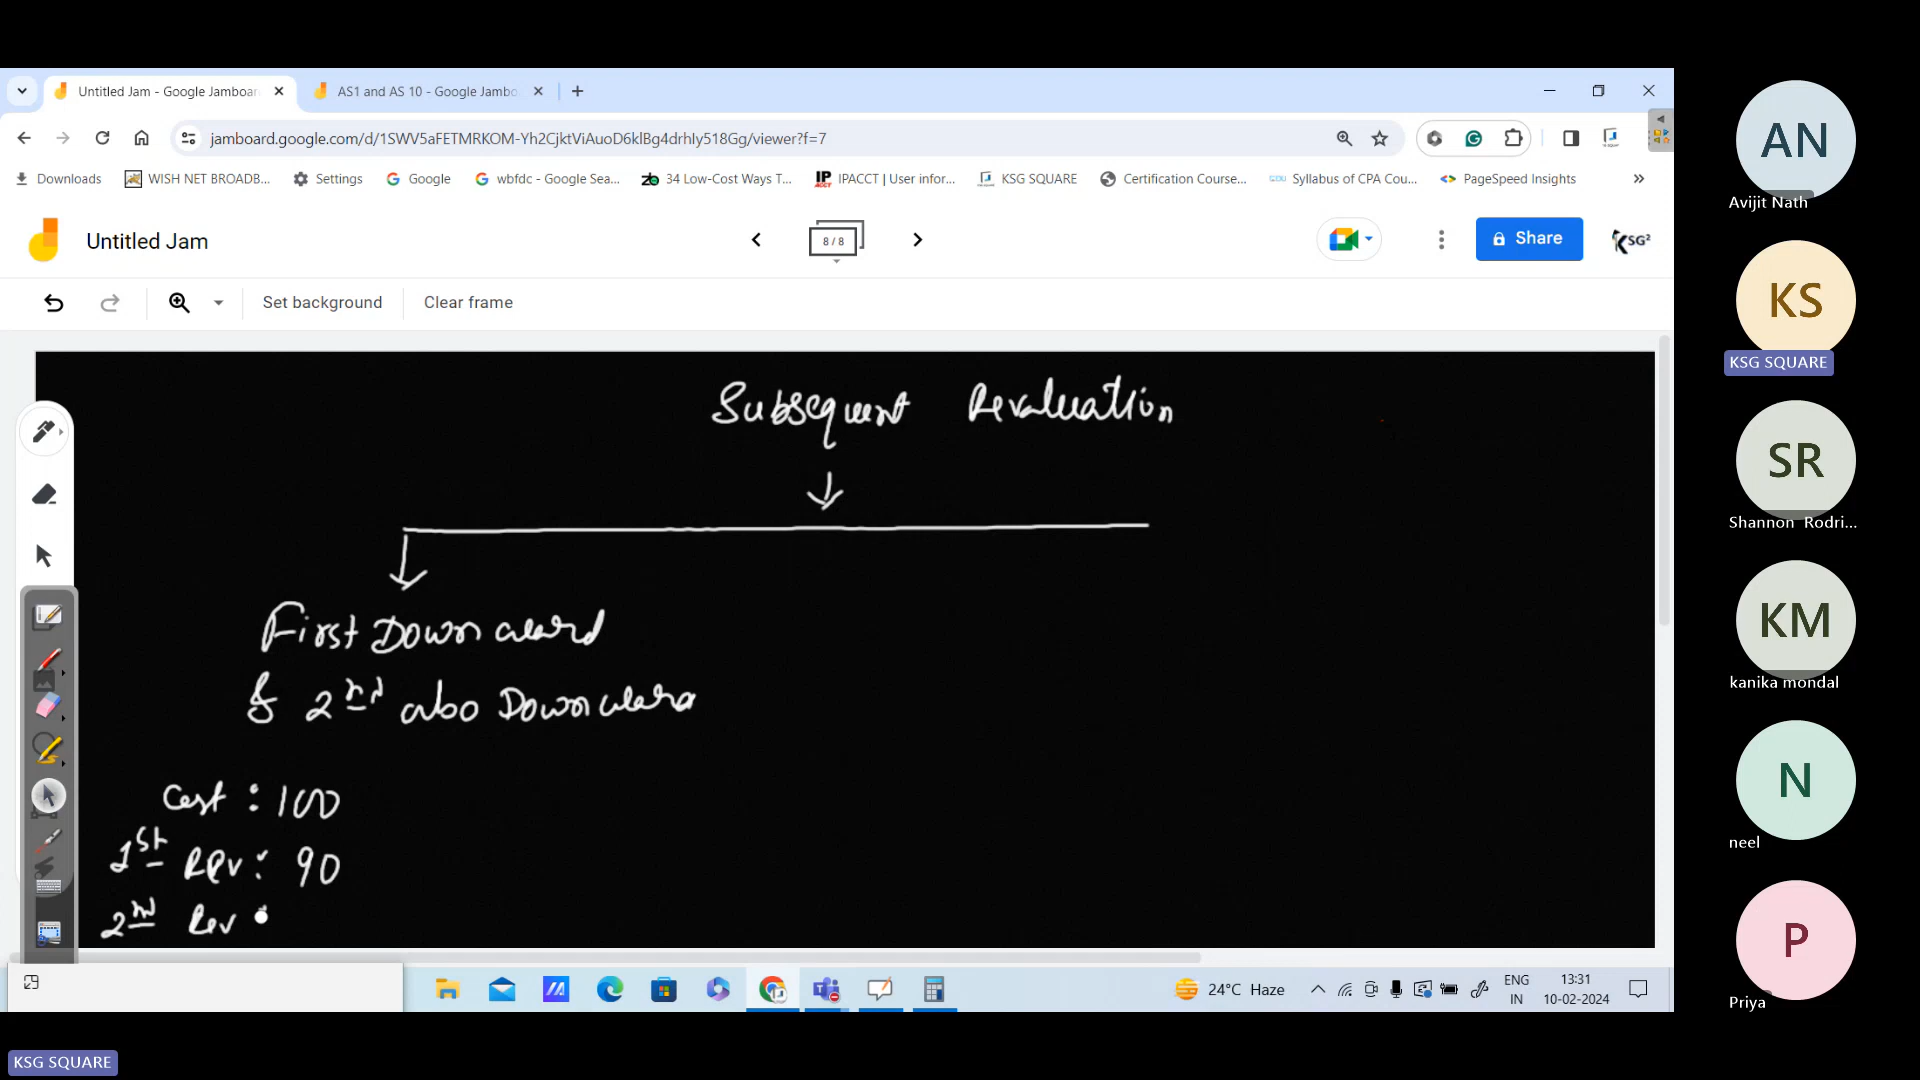 Untitled Jam - Google Jamboar
AS1 and AS 10 - Google Jambo
jamboard.google.com/d/1SWV5aFETMRKOM-Yh2CjktViAuoD6klBg4drhly518Gg/viewer?f=7
Downloads WISH NET BROADB... Settings Google wbfdc - Google Sea... 34 Low-Cost Ways T... IPACCT | User infor... KSG SQUARE Certification Course... Syllabus of CPA Cou... PageSpeed Insights
Untitled Jam
8 / 8
Share
KSG²
Set background Clear frame
Subsequent Revaluation
First Downward
& 2nd also Downward
Cost : 100
1st Rev : 90
2nd Rev :
24°C Haze
ENG
IN
13:31
10-02-2024
AN
Avijit Nath
KS
KSG SQUARE
SR
Shannon Rodri...
KM
kanika mondal
N
neel
P
Priya
KSG SQUARE